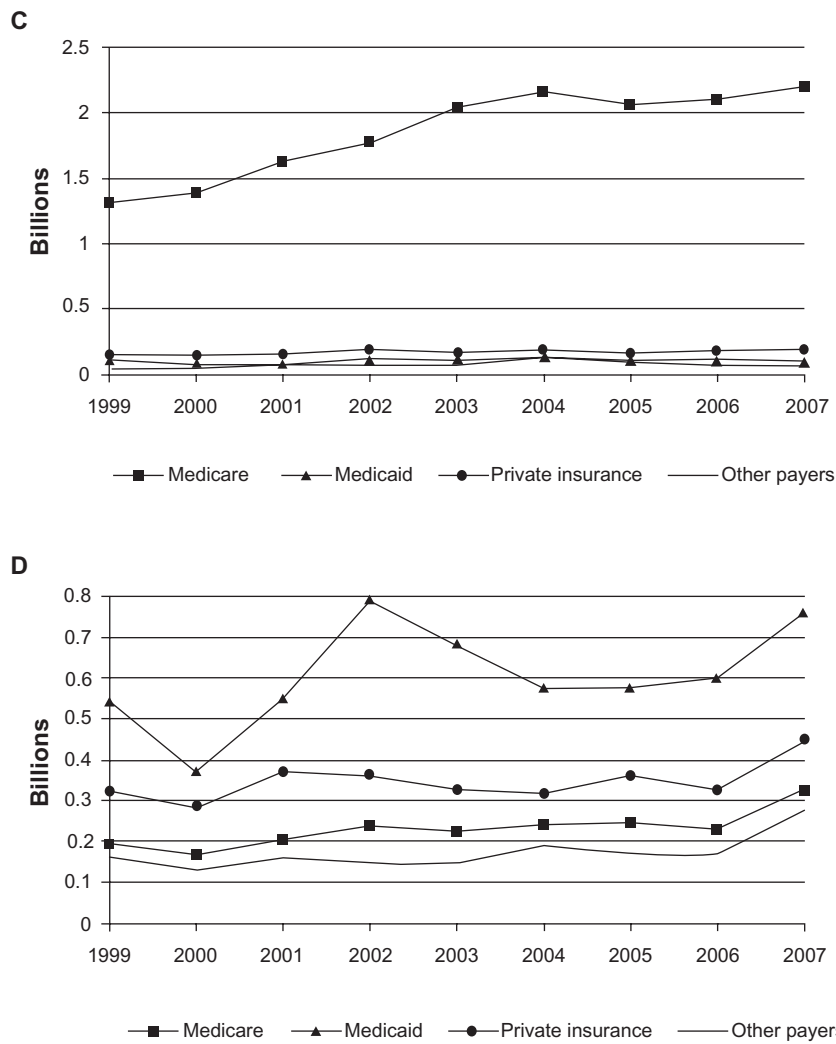 C
Billions
2.5
2
1.5
1
0.5
0
1999 2000 2001 2002 2003 2004 2005 2006 2007
Medicare Medicaid Private insurance Other payers
D
Billions
0.8
0.7
0.6
0.5
0.4
0.3
0.2
0.1
0
1999 2000 2001 2002 2003 2004 2005 2006 2007
Medicare Medicaid Private insurance Other payers